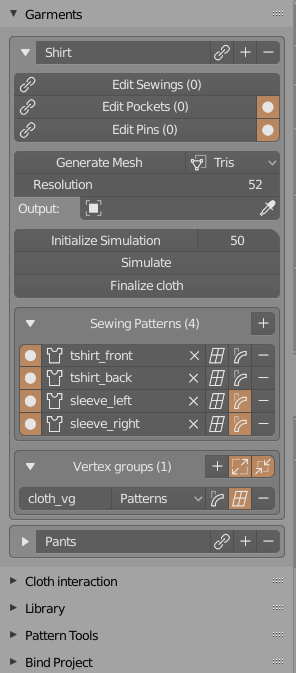 Garments
Shirt
Edit Sewings (0)
Edit Pockets (0)
Edit Pins (0)
Generate Mesh Tris
Resolution 52
Output:
Initialize Simulation 50
Simulate
Finalize cloth
Sewing Patterns (4)
tshirt_front
tshirt_back
sleeve_left
sleeve_right
Vertex groups (1)
cloth_vg Patterns
Pants
Cloth interaction
Library
Pattern Tools
Bind Project